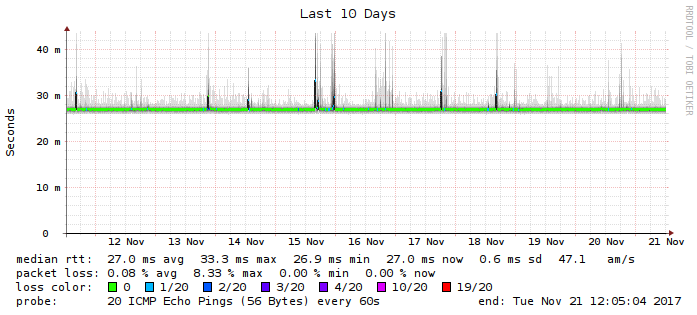 Last 10 Days
RRDTOOL / TOBI OETIKER
Seconds
40 m
30 m
20 m
10 m
0
12 Nov 13 Nov 14 Nov 15 Nov 16 Nov 17 Nov 18 Nov 19 Nov 20 Nov 21 Nov
median rtt: 27.0 ms avg 33.3 ms max 26.9 ms min 27.0 ms now 0.6 ms sd 47.1 am/s
packet loss: 0.08 % avg 8.33 % max 0.00 % min 0.00 % now
loss color: 0 1/20 2/20 3/20 4/20 10/20 19/20
probe: 20 ICMP Echo Pings (56 Bytes) every 60s end: Tue Nov 21 12:05:04 2017